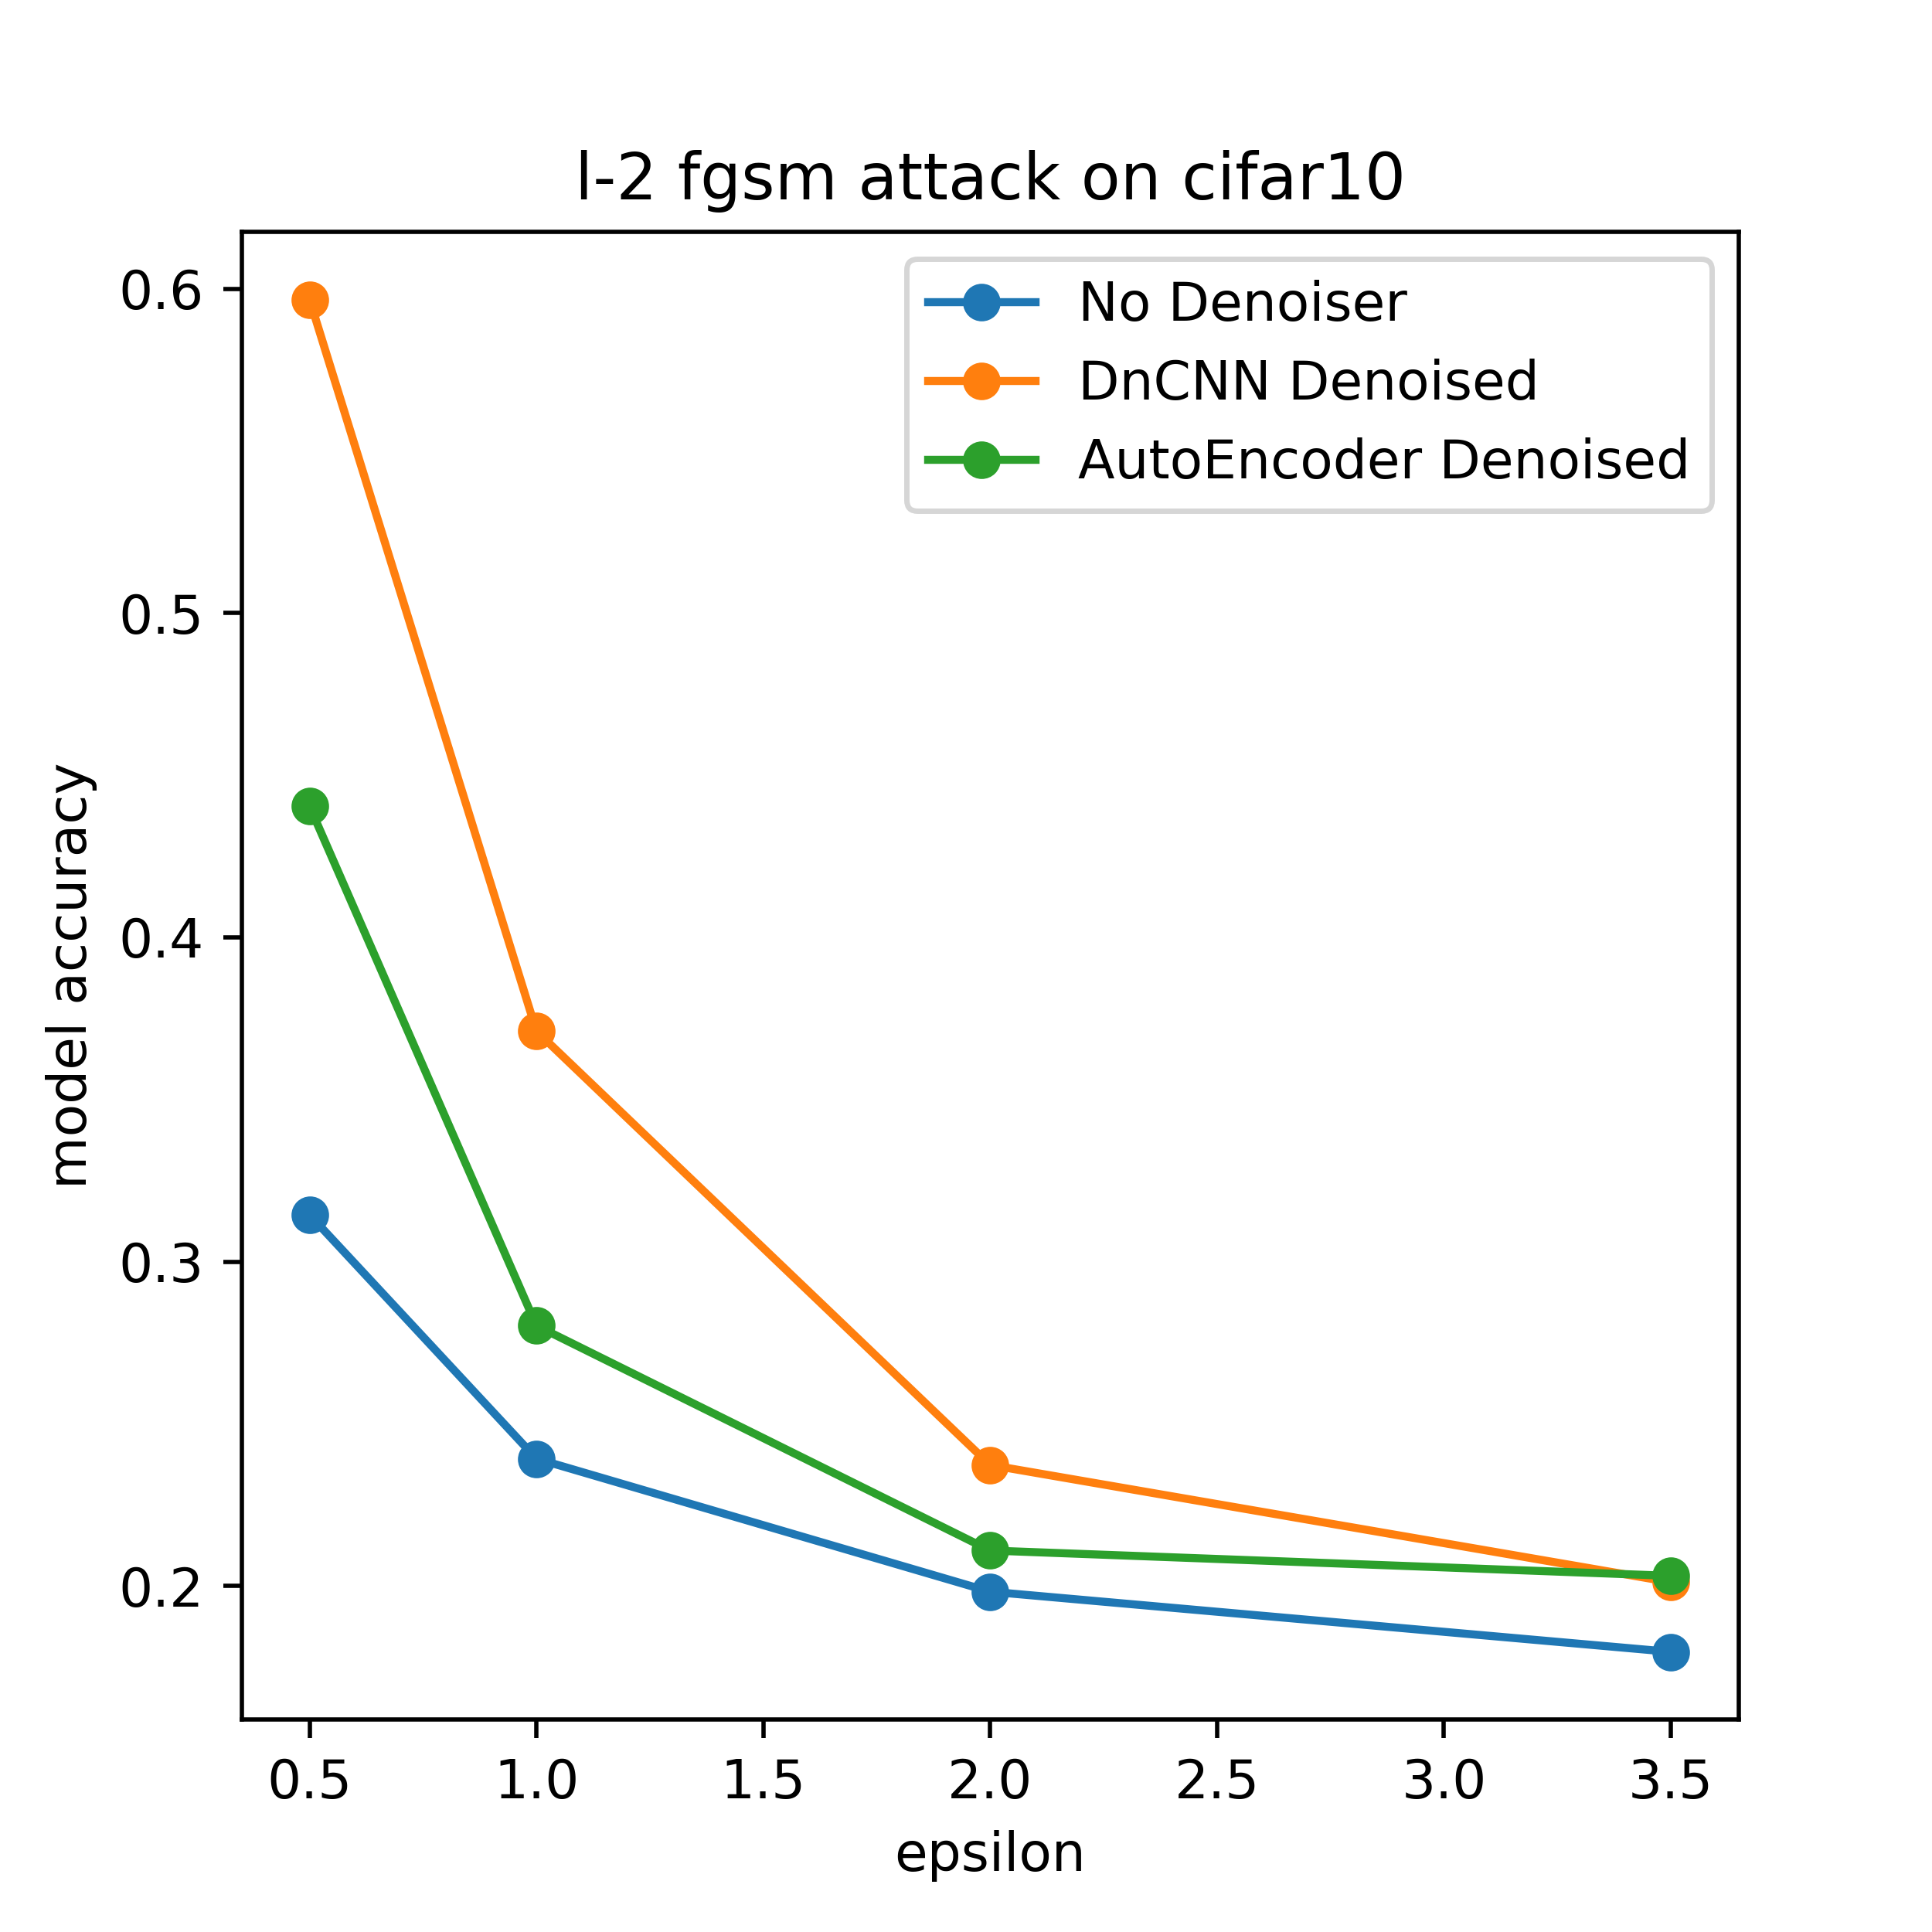 l-2 fgsm attack on cifar10
No Denoiser
DnCNN Denoised
AutoEncoder Denoised
model accuracy
0.6
0.5
0.4
0.3
0.2
0.5 1.0 1.5 2.0 2.5 3.0 3.5
epsilon